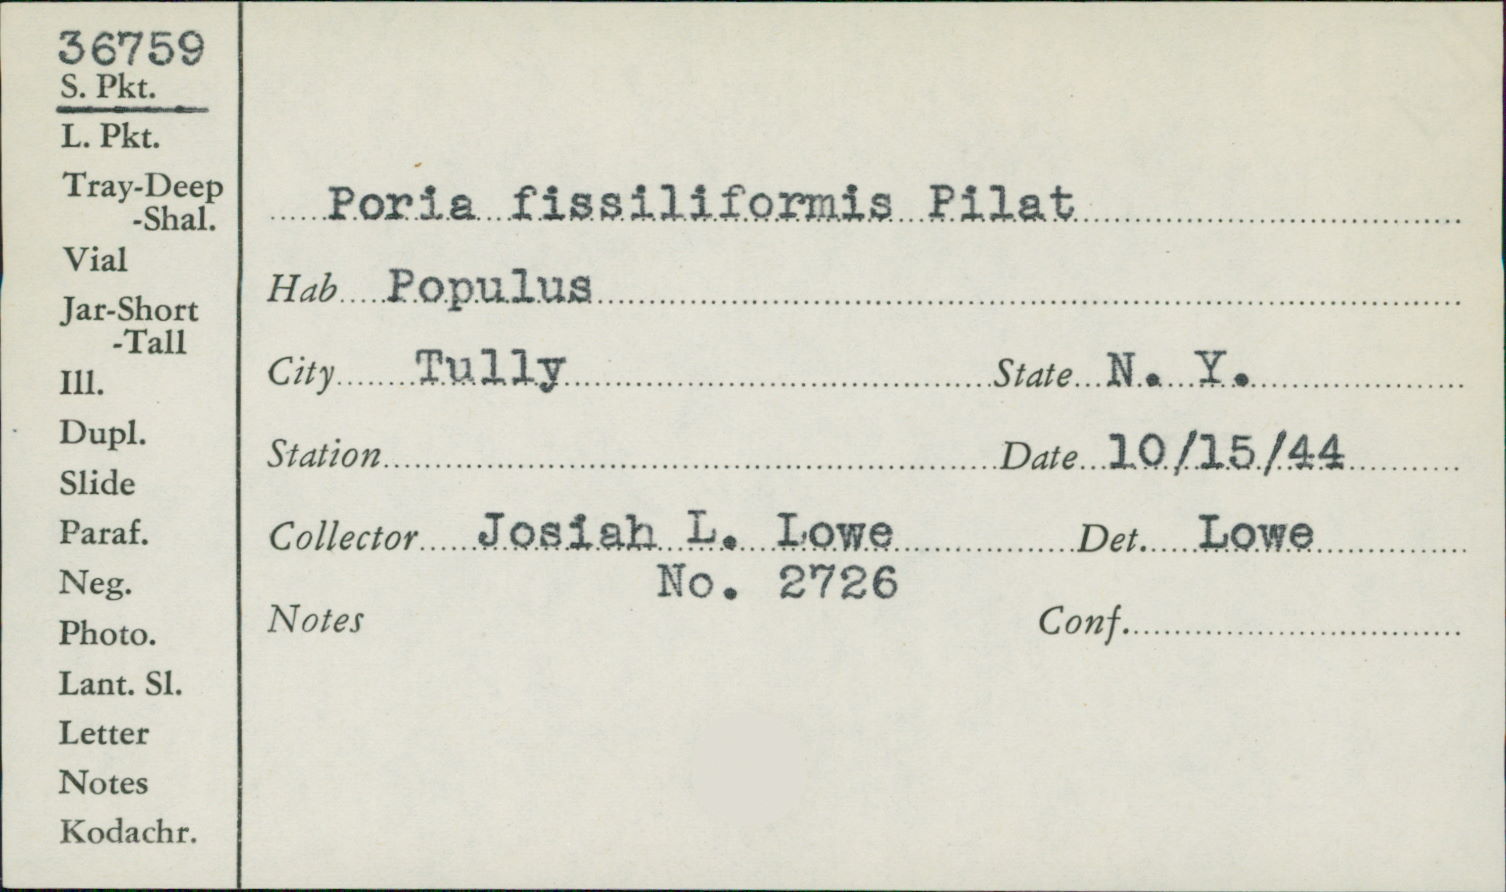 36759
S. Pkt.
L. Pkt.
Tray-Deep
-Shal.
Vial
Jar-Short
-Tall
Ill.
Dupl.
Slide
Paraf.
Neg.
Photo.
Lant. Sl.
Letter
Notes
Kodachr.
Poria fissiliformis Pilat
Hab Populus
City Tully State N. Y.
Station Date 10/15/44
Collector Josiah L. Lowe Det. Lowe
No. 2726
Notes Conf.